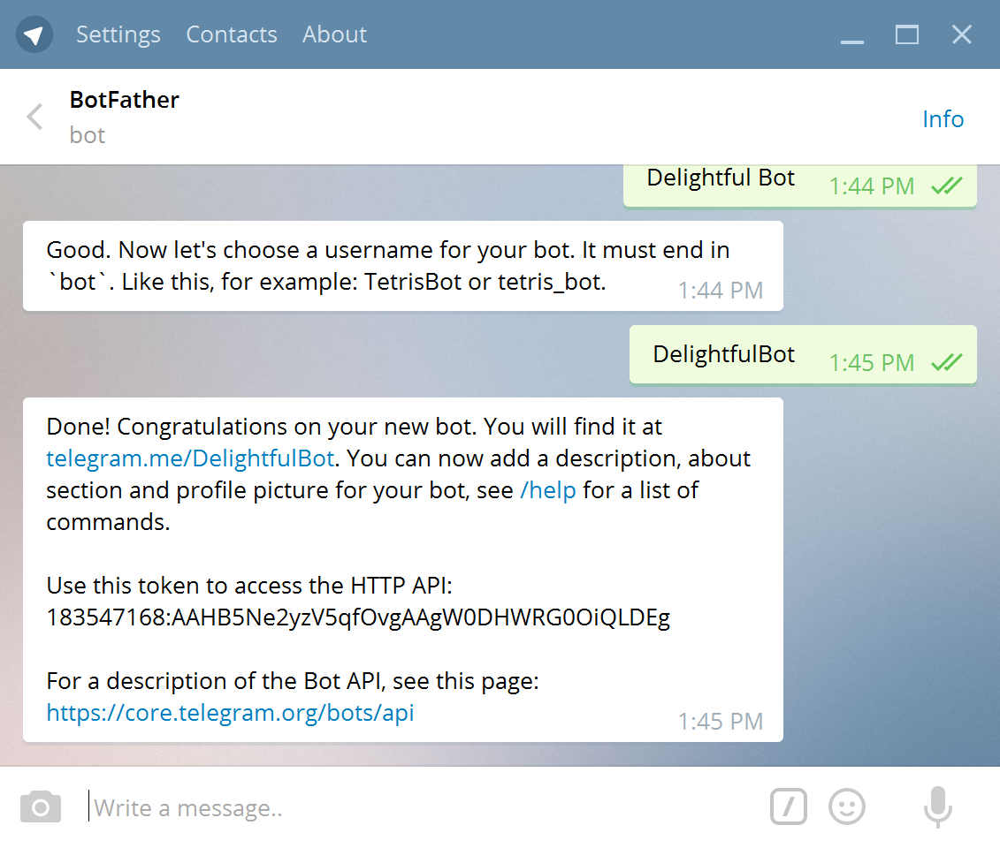 Settings Contacts About
BotFather
bot
Info
Delightful Bot 1:44 PM
Good. Now let's choose a username for your bot. It must end in
`bot`. Like this, for example: TetrisBot or tetris_bot.
1:44 PM
DelightfulBot 1:45 PM
Done! Congratulations on your new bot. You will find it at
telegram.me/DelightfulBot. You can now add a description, about
section and profile picture for your bot, see /help for a list of
commands.
Use this token to access the HTTP API:
183547168:AAHB5Ne2yzV5qfOvgAAgW0DHWRG0OiQLDEg
For a description of the Bot API, see this page:
https://core.telegram.org/bots/api
1:45 PM
Write a message..